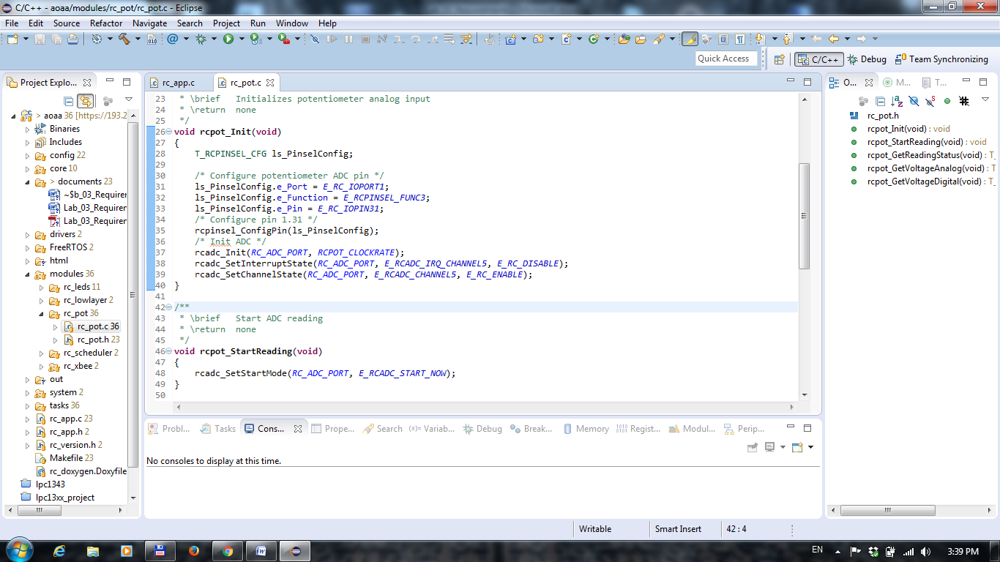 C/C++ - aoaa/modules/rc_pot/rc_pot.c - Eclipse
File Edit Source Refactor Navigate Search Project Run Window Help
Quick Access
C/C++ Debug Team Synchronizing
Project Explo...
aoaa 36 [https://193.2
Binaries
Includes
config 22
core 10
> documents 23
~$b_03_Requirer
Lab_03_Requirer
Lab_03_Requirer
drivers 2
FreeRTOS 2
html
modules 36
rc_leds 11
rc_lowlayer 2
rc_pot 36
rc_pot.c 36
rc_pot.h 23
rc_scheduler 2
rc_xbee 2
out
system 2
tasks 36
rc_app.c 23
rc_app.h 2
rc_version.h 2
Makefile 23
rc_doxygen.Doxyfile
lpc1343
lpc13xx_project
rc_app.c rc_pot.c
23 * \brief Initializes potentiometer analog input
24 * \return none
25 */
26 void rcpot_Init(void)
27 {
28 T_RCPINSEL_CFG ls_PinselConfig;
29
30 /* Configure potentiometer ADC pin */
31 ls_PinselConfig.e_Port = E_RC_IOPORT1;
32 ls_PinselConfig.e_Function = E_RCPINSEL_FUNC3;
33 ls_PinselConfig.e_Pin = E_RC_IOPIN31;
34 /* Configure pin 1.31 */
35 rcpinsel_ConfigPin(ls_PinselConfig);
36 /* Init ADC */
37 rcadc_Init(RC_ADC_PORT, RCPOT_CLOCKRATE);
38 rcadc_SetInterruptState(RC_ADC_PORT, E_RCADC_IRQ_CHANNEL5, E_RC_DISABLE);
39 rcadc_SetChannelState(RC_ADC_PORT, E_RCADC_CHANNEL5, E_RC_ENABLE);
40 }
41
42 /**
43 * \brief Start ADC reading
44 * \return none
45 */
46 void rcpot_StartReading(void)
47 {
48 rcadc_SetStartMode(RC_ADC_PORT, E_RCADC_START_NOW);
49 }
50
O... M... T...
rc_pot.h
rcpot_Init(void) : void
rcpot_StartReading(void) : void
rcpot_GetReadingStatus(void) : T_
rcpot_GetVoltageAnalog(void) : T
rcpot_GetVoltageDigital(void) : T_
Probl... Tasks Cons... Prope... Search (x)= Variab... Debug Break... Memory Regist... Modul... Perip...
No consoles to display at this time.
Writable Smart Insert 42 : 4
EN 3:39 PM